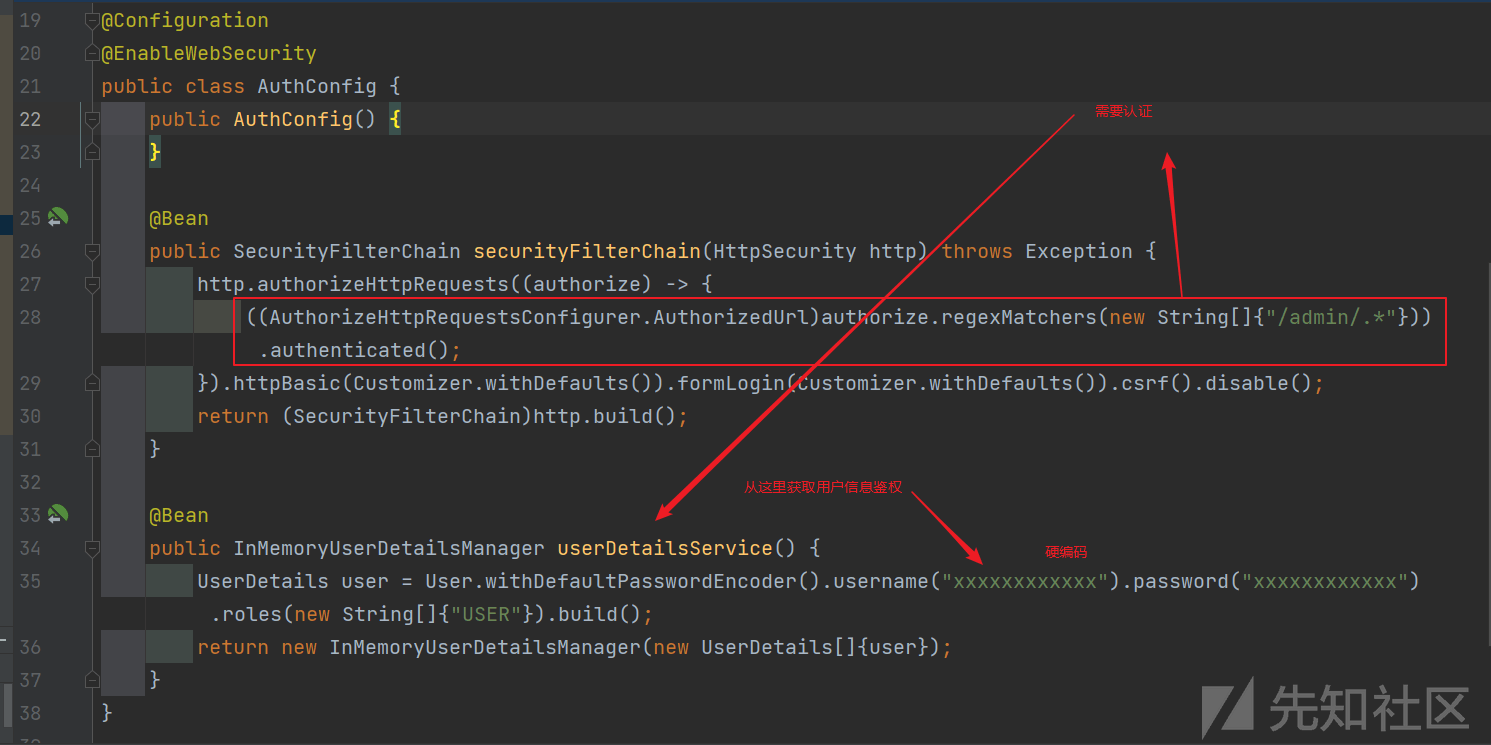 19 @Configuration
20 @EnableWebSecurity
21 public class AuthConfig {
22 public AuthConfig() {
需要认证
23 }
24
25 @Bean
26 public SecurityFilterChain securityFilterChain(HttpSecurity http) throws Exception {
27 http.authorizeHttpRequests((authorize) -> {
28 ((AuthorizeHttpRequestsConfigurer.AuthorizedUrl)authorize.regexMatchers(new String[]{"/admin/.*"}))
.authenticated();
29 }).httpBasic(Customizer.withDefaults()).formLogin(Customizer.withDefaults()).csrf().disable();
30 return (SecurityFilterChain)http.build();
31 }
32
从这里获取用户信息鉴权
33 @Bean
34 public InMemoryUserDetailsManager userDetailsService() {
硬编码
35 UserDetails user = User.withDefaultPasswordEncoder().username("xxxxxxxxxxxx").password("xxxxxxxxxxxx")
.roles(new String[]{"USER"}).build();
36 return new InMemoryUserDetailsManager(new UserDetails[]{user});
37 }
38 }
先知社区